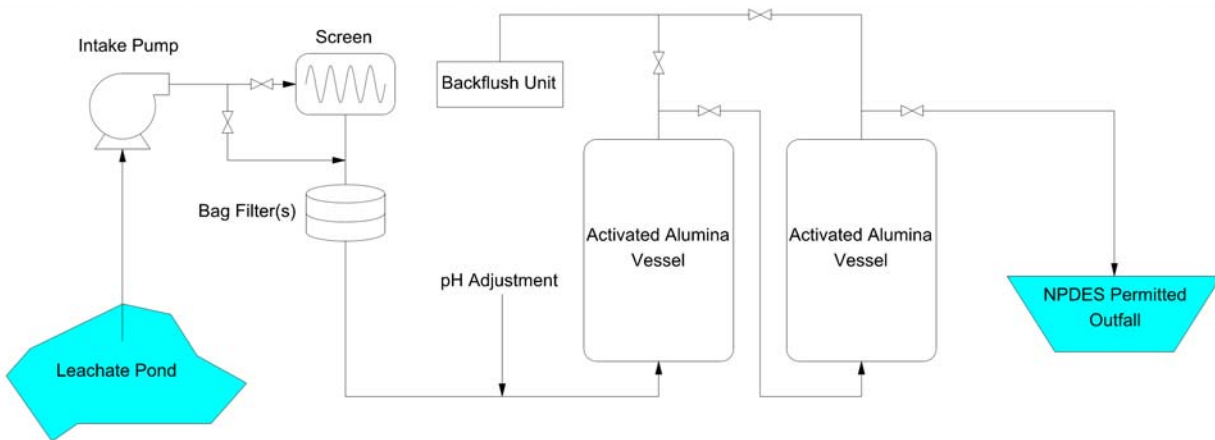 Intake Pump
Screen
Backflush Unit
Bag Filter(s)
pH Adjustment
Activated Alumina
Vessel
Activated Alumina
Vessel
NPDES Permitted
Outfall
Leachate Pond